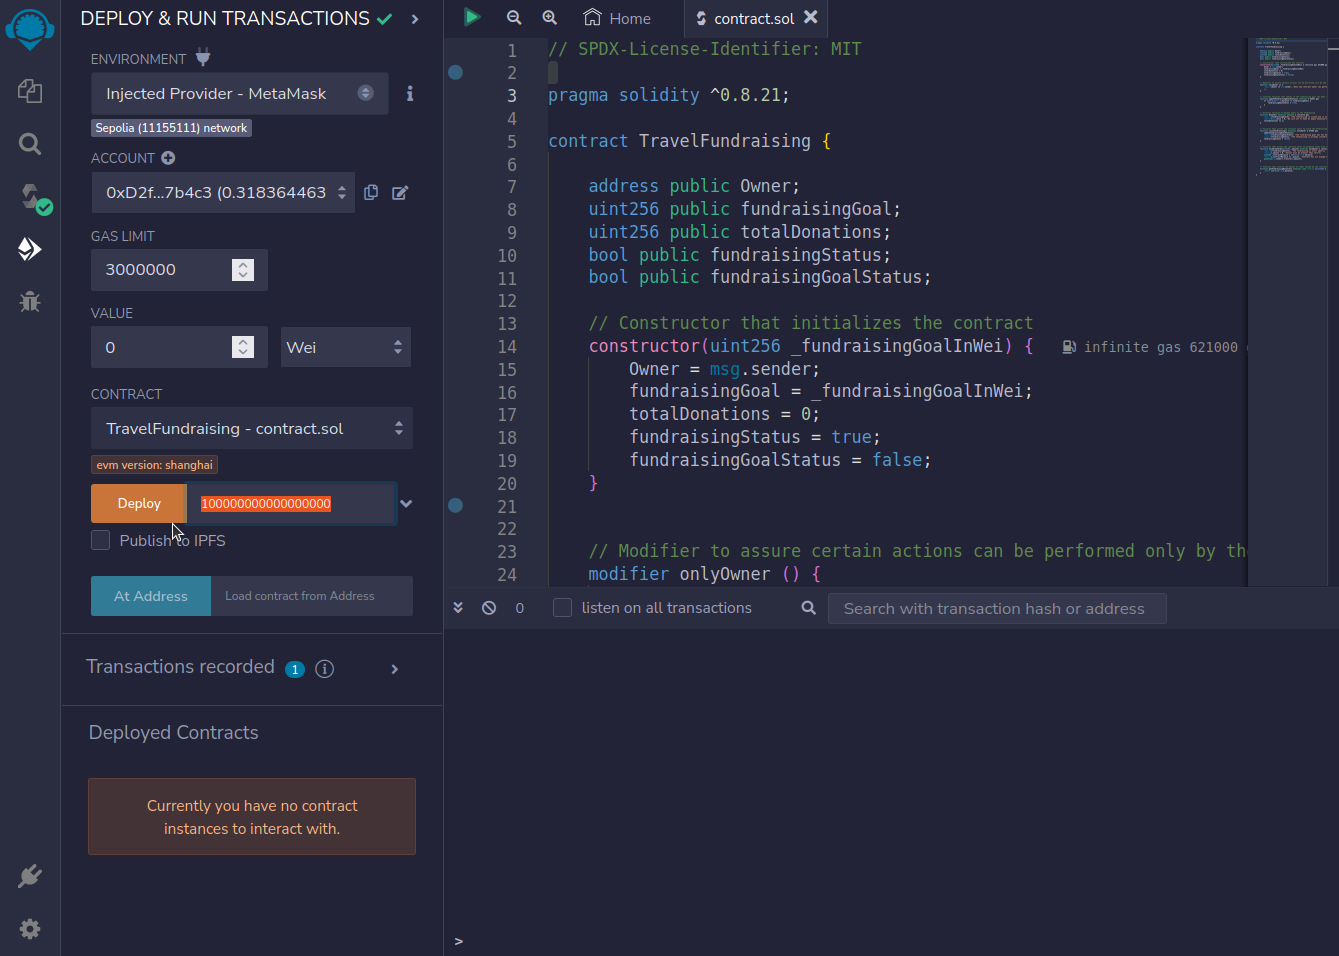 DEPLOY & RUN TRANSACTIONS
ENVIRONMENT
Injected Provider - MetaMask
Sepolia (11155111) network
ACCOUNT
0xD2f...7b4c3 (0.318364463
GAS LIMIT
3000000
VALUE
0
Wei
CONTRACT
TravelFundraising - contract.sol
evm version: shanghai
Deploy
100000000000000000
Publish to IPFS
At Address
Load contract from Address
Transactions recorded 1
Deployed Contracts
Currently you have no contract
instances to interact with.
Home
contract.sol
1 // SPDX-License-Identifier: MIT
2
3 pragma solidity ^0.8.21;
4
5 contract TravelFundraising {
6
7 address public Owner;
8 uint256 public fundraisingGoal;
9 uint256 public totalDonations;
10 bool public fundraisingStatus;
11 bool public fundraisingGoalStatus;
12
13 // Constructor that initializes the contract
14 constructor(uint256 _fundraisingGoalInWei) { infinite gas 621000
15 Owner = msg.sender;
16 fundraisingGoal = _fundraisingGoalInWei;
17 totalDonations = 0;
18 fundraisingStatus = true;
19 fundraisingGoalStatus = false;
20 }
21
22
23 // Modifier to assure certain actions can be performed only by th
24 modifier onlyOwner () {
0
listen on all transactions
Search with transaction hash or address
>